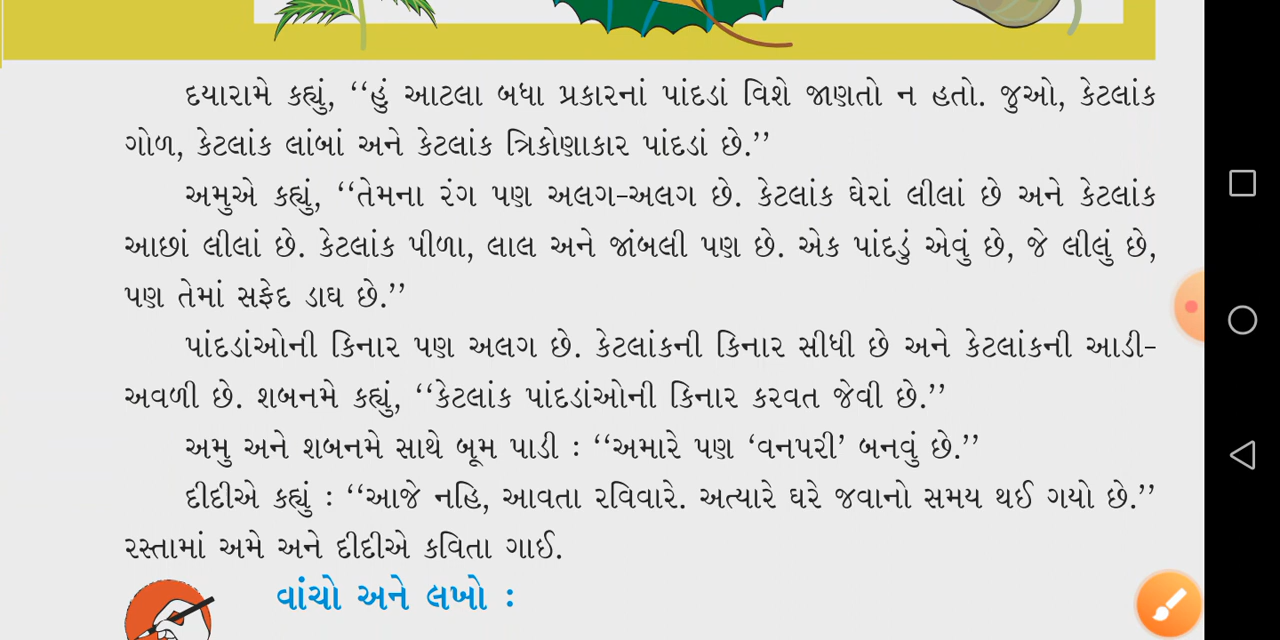 દયારામે કહ્યું, ‘‘હું આટલા બધા પ્રકારનાં પાંદડાં વિશે જાણતો ન હતો. જુઓ, કેટલાંક
ગોળ, કેટલાંક લાંબાં અને કેટલાંક ત્રિકોણાકાર પાંદડાં છે.’’
અમુએ કહ્યું, ‘‘તેમના રંગ પણ અલગ-અલગ છે. કેટલાંક ઘેરાં લીલાં છે અને કેટલાંક
આછાં લીલાં છે. કેટલાંક પીળા, લાલ અને જાંબલી પણ છે. એક પાંદડું એવું છે, જે લીલું છે,
પણ તેમાં સફેદ ડાઘ છે.’’
પાંદડાંઓની કિનાર પણ અલગ છે. કેટલાંકની કિનાર સીધી છે અને કેટલાંકની આડી-
અવળી છે. શબનમે કહ્યું, ‘‘કેટલાંક પાંદડાંઓની કિનાર કરવત જેવી છે.’’
અમુ અને શબનમે સાથે બૂમ પાડી : ‘‘અમારે પણ ‘વનપરી’ બનવું છે.’’
દીદીએ કહ્યું : ‘‘આજે નહિ, આવતા રવિવારે. અત્યારે ઘરે જવાનો સમય થઈ ગયો છે.’’
રસ્તામાં અમે અને દીદીએ કવિતા ગાઈ.
વાંચો અને લખો :